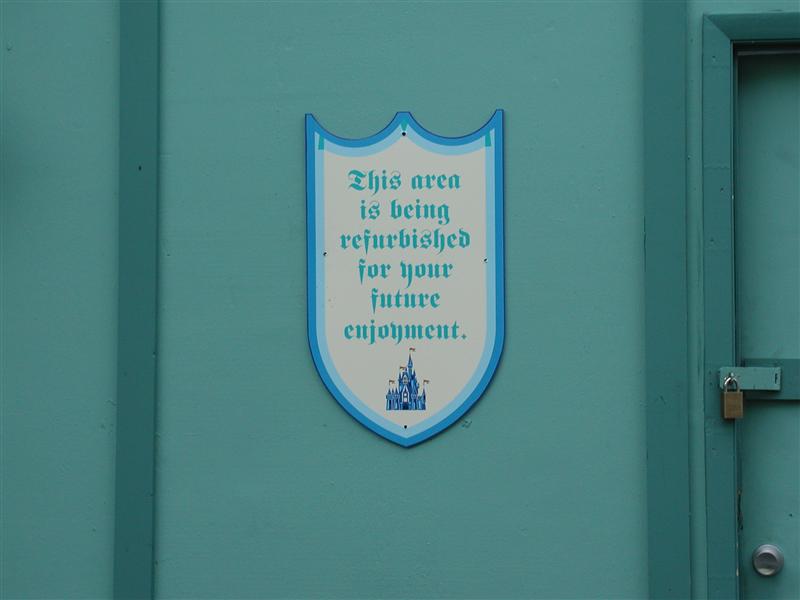 This area
is being
refurbished
for your
future
enjoyment.